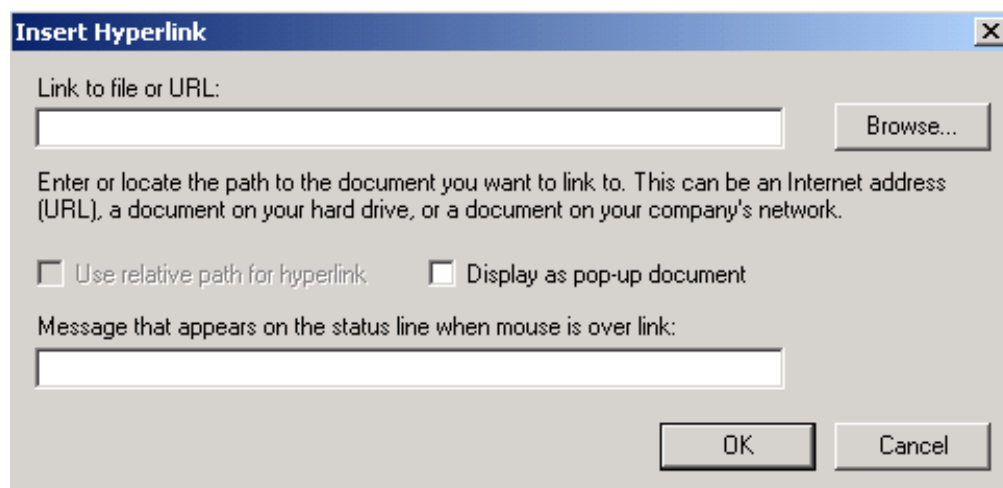 Insert Hyperlink
Link to file or URL:
Browse...
Enter or locate the path to the document you want to link to. This can be an Internet address
(URL), a document on your hard drive, or a document on your company's network.
Use relative path for hyperlink Display as pop-up document
Message that appears on the status line when mouse is over link:
OK Cancel